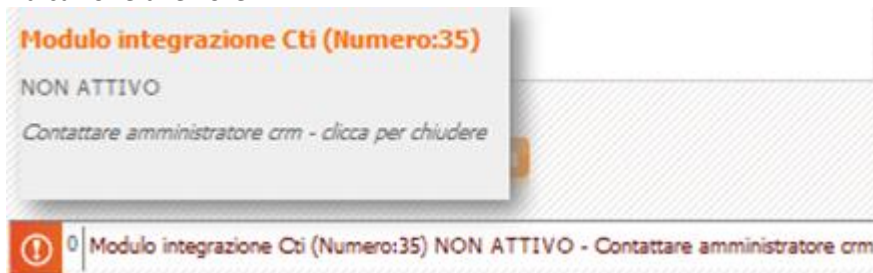 Modulo integrazione Cti (Numero:35)
NON ATTIVO
Contattare amministratore crm - clicca per chiudere
0 Modulo integrazione Cti (Numero:35) NON ATTIVO - Contattare amministratore crm